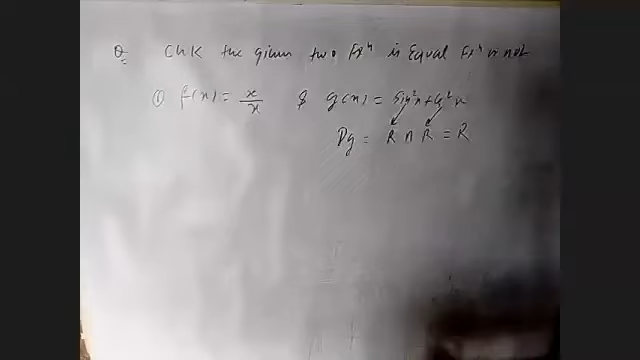 Q Chk the given two Fxⁿ is Equal Fxⁿ or not
① f(x) = x/x & g(x) = Sin²x + Cos²x
Dg = R ∩ R = R